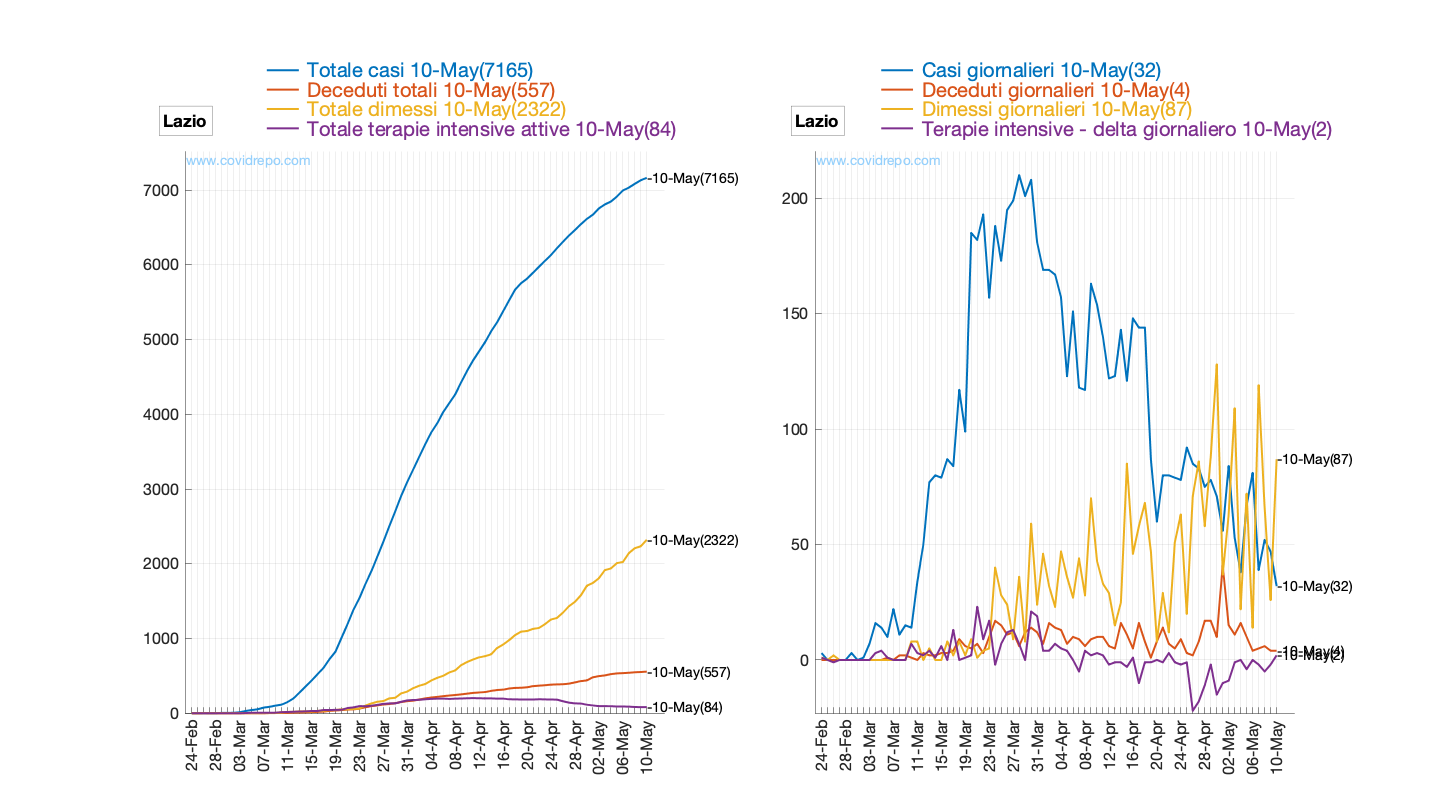 Totale casi 10-May(7165)
Deceduti totali 10-May(557)
Totale dimessi 10-May(2322)
Totale terapie intensive attive 10-May(84)
Lazio
www.covidrepo.com
7000
6000
5000
4000
3000
2000
1000
0
-10-May(7165)
-10-May(2322)
-10-May(557)
-10-May(84)
24-Feb
28-Feb
03-Mar
07-Mar
11-Mar
15-Mar
19-Mar
23-Mar
27-Mar
31-Mar
04-Apr
08-Apr
12-Apr
16-Apr
20-Apr
24-Apr
28-Apr
02-May
06-May
10-May
Casi giornalieri 10-May(32)
Deceduti giornalieri 10-May(4)
Dimessi giornalieri 10-May(87)
Terapie intensive - delta giornaliero 10-May(2)
Lazio
www.covidrepo.com
200
150
100
50
0
-10-May(87)
-10-May(32)
-10-May(4)
-10-May(2)
24-Feb
28-Feb
03-Mar
07-Mar
11-Mar
15-Mar
19-Mar
23-Mar
27-Mar
31-Mar
04-Apr
08-Apr
12-Apr
16-Apr
20-Apr
24-Apr
28-Apr
02-May
06-May
10-May